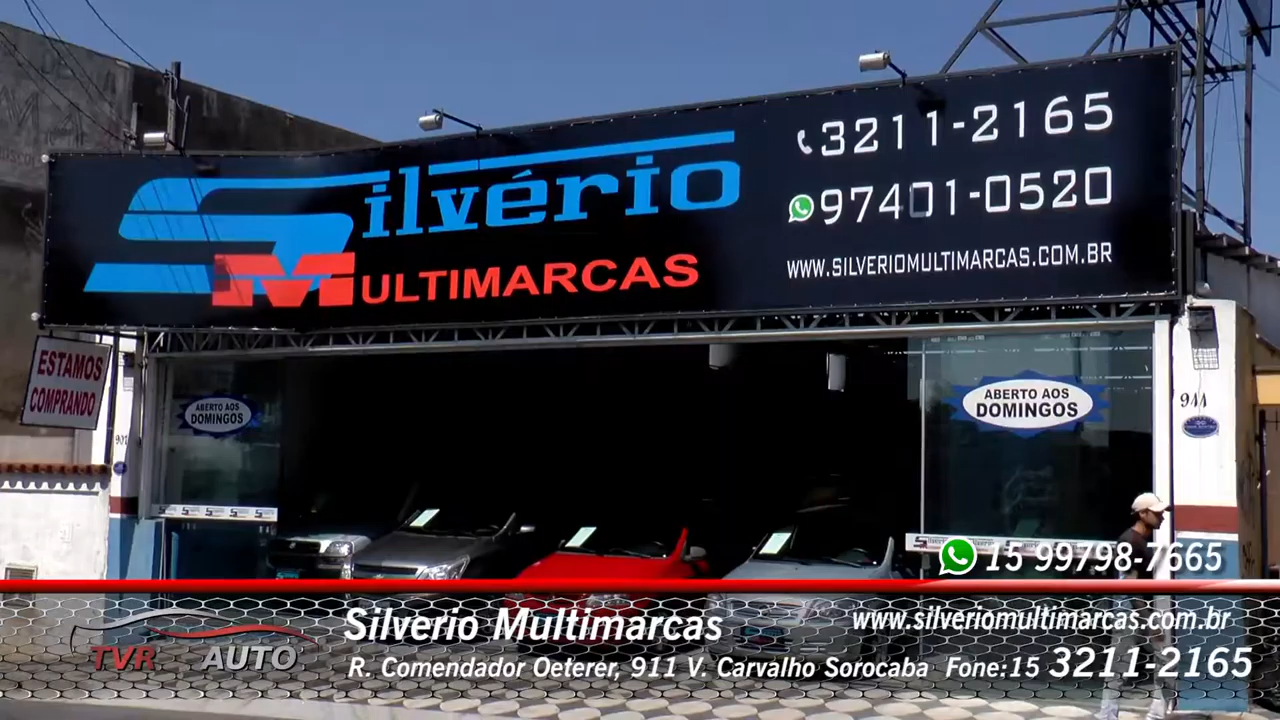 Silvério
MULTIMARCAS
3211-2165
97401-0520
WWW.SILVERIOMULTIMARCAS.COM.BR
ESTAMOS
COMPRANDO
ABERTO AOS
DOMINGOS
ABERTO AOS
DOMINGOS
907
911
15 99798-7665
Silverio Multimarcas
www.silveriomultimarcas.com.br
TVR AUTO
R. Comendador Oeterer, 911 V. Carvalho Sorocaba Fone:15 3211-2165